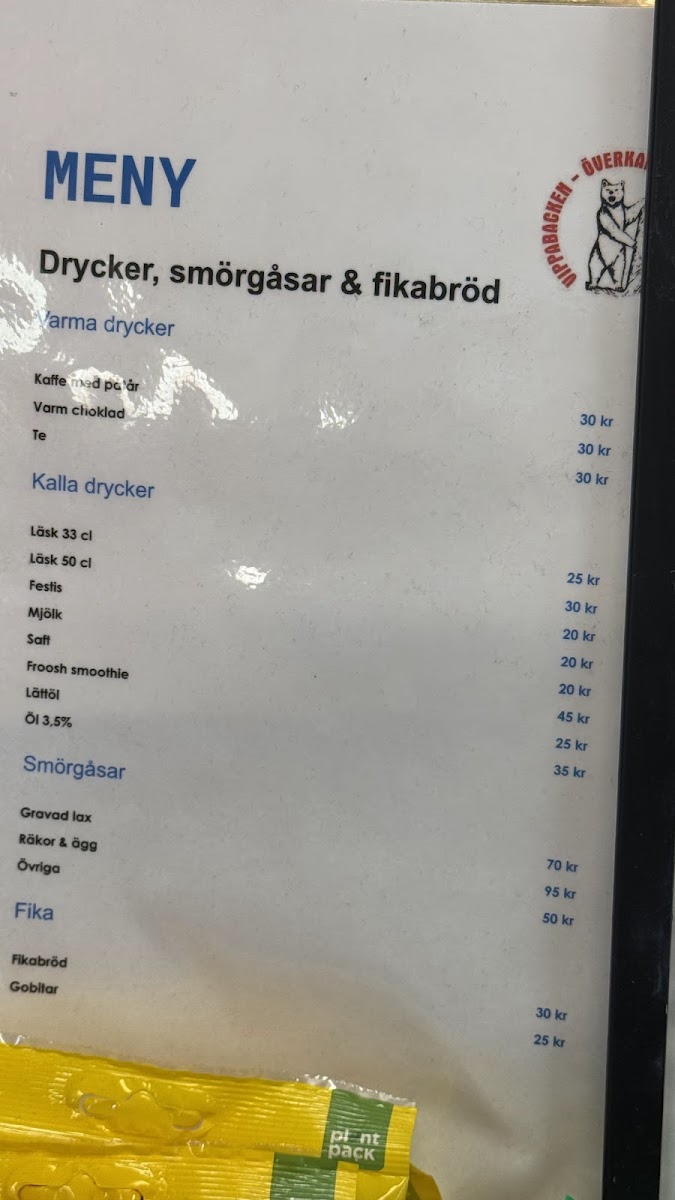 MENY
VIPPABACKEN - ÖVERKA
Drycker, smörgåsar & fikabröd
Varma drycker
Kaffe med påtår 30 kr
Varm choklad 30 kr
Te 30 kr
Kalla drycker
Läsk 33 cl 25 kr
Läsk 50 cl 30 kr
Festis 20 kr
Mjölk 20 kr
Saft 20 kr
Froosh smoothie 45 kr
Lättöl 25 kr
Öl 3,5% 35 kr
Smörgåsar
Gravad lax 70 kr
Räkor & ägg 95 kr
Övriga 50 kr
Fika
Fikabröd 30 kr
Gobitar 25 kr
plant
pack